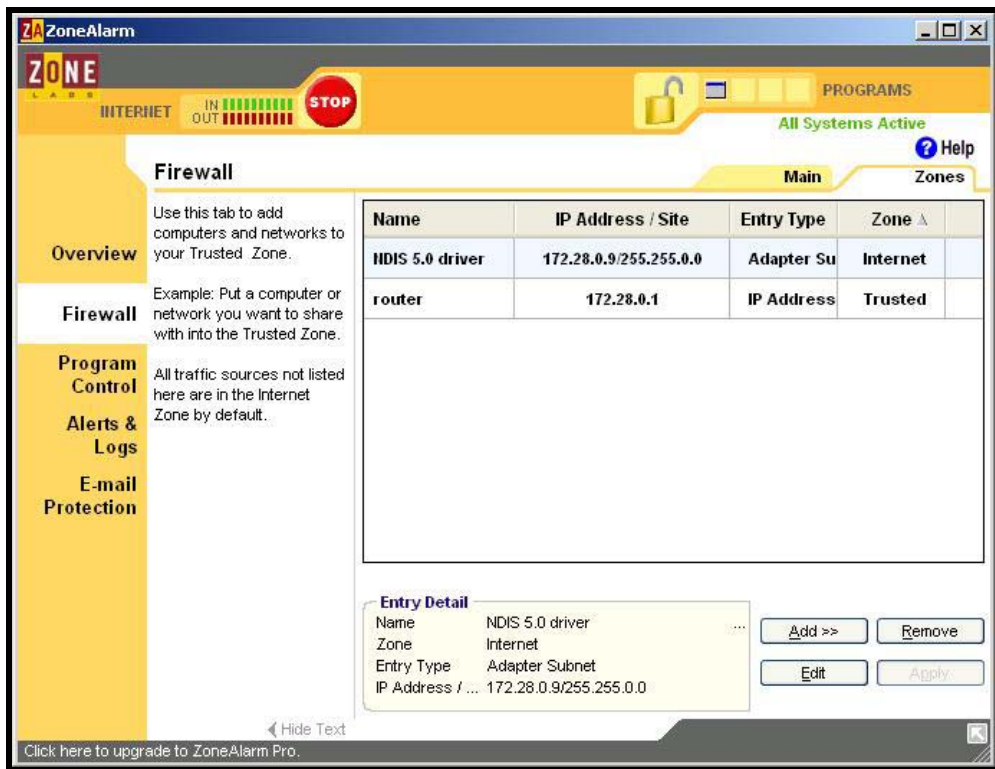 ZA ZoneAlarm
ZONE
LABS
INTERNET
IN
OUT
STOP
PROGRAMS
All Systems Active
? Help
Firewall
Main
Zones
Overview
Firewall
Program
Control
Alerts &
Logs
E-mail
Protection
Use this tab to add
computers and networks to
your Trusted Zone.
Example: Put a computer or
network you want to share
with into the Trusted Zone.
All traffic sources not listed
here are in the Internet
Zone by default.
Name IP Address / Site Entry Type Zone
NDIS 5.0 driver 172.28.0.9/255.255.0.0 Adapter Su Internet
router 172.28.0.1 IP Address Trusted
Entry Detail
Name NDIS 5.0 driver ...
Zone Internet
Entry Type Adapter Subnet
IP Address / ... 172.28.0.9/255.255.0.0
Add >> Remove
Edit Apply
Hide Text
Click here to upgrade to ZoneAlarm Pro.